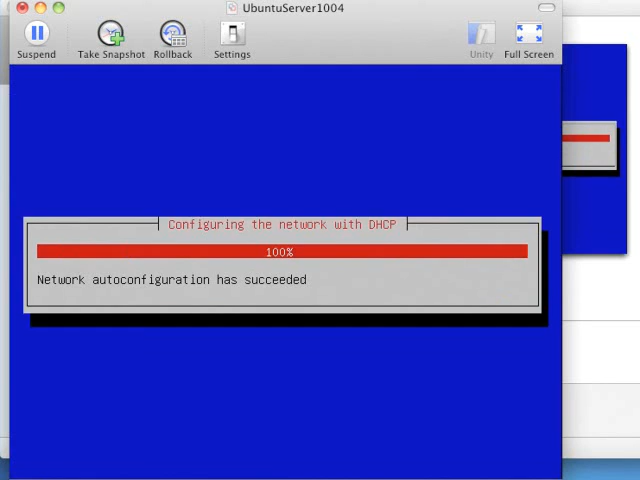 UbuntuServer1004
Suspend Take Snapshot Rollback Settings Unity Full Screen
Configuring the network with DHCP
100%
Network autoconfiguration has succeeded